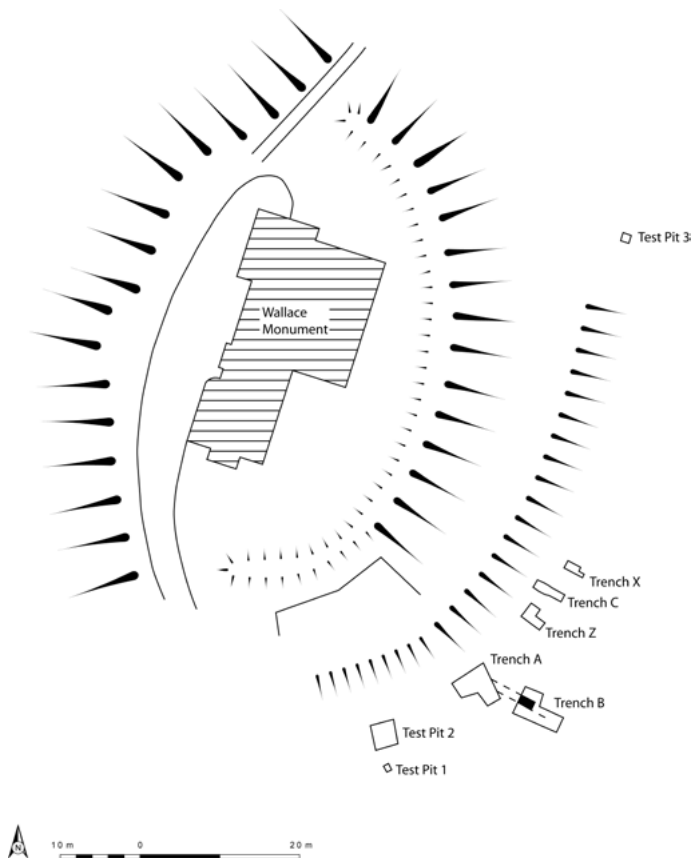 Test Pit 3
Wallace
Monument
Trench X
Trench C
Trench Z
Trench A
Trench B
Test Pit 2
Test Pit 1
N
10 m 0 20 m